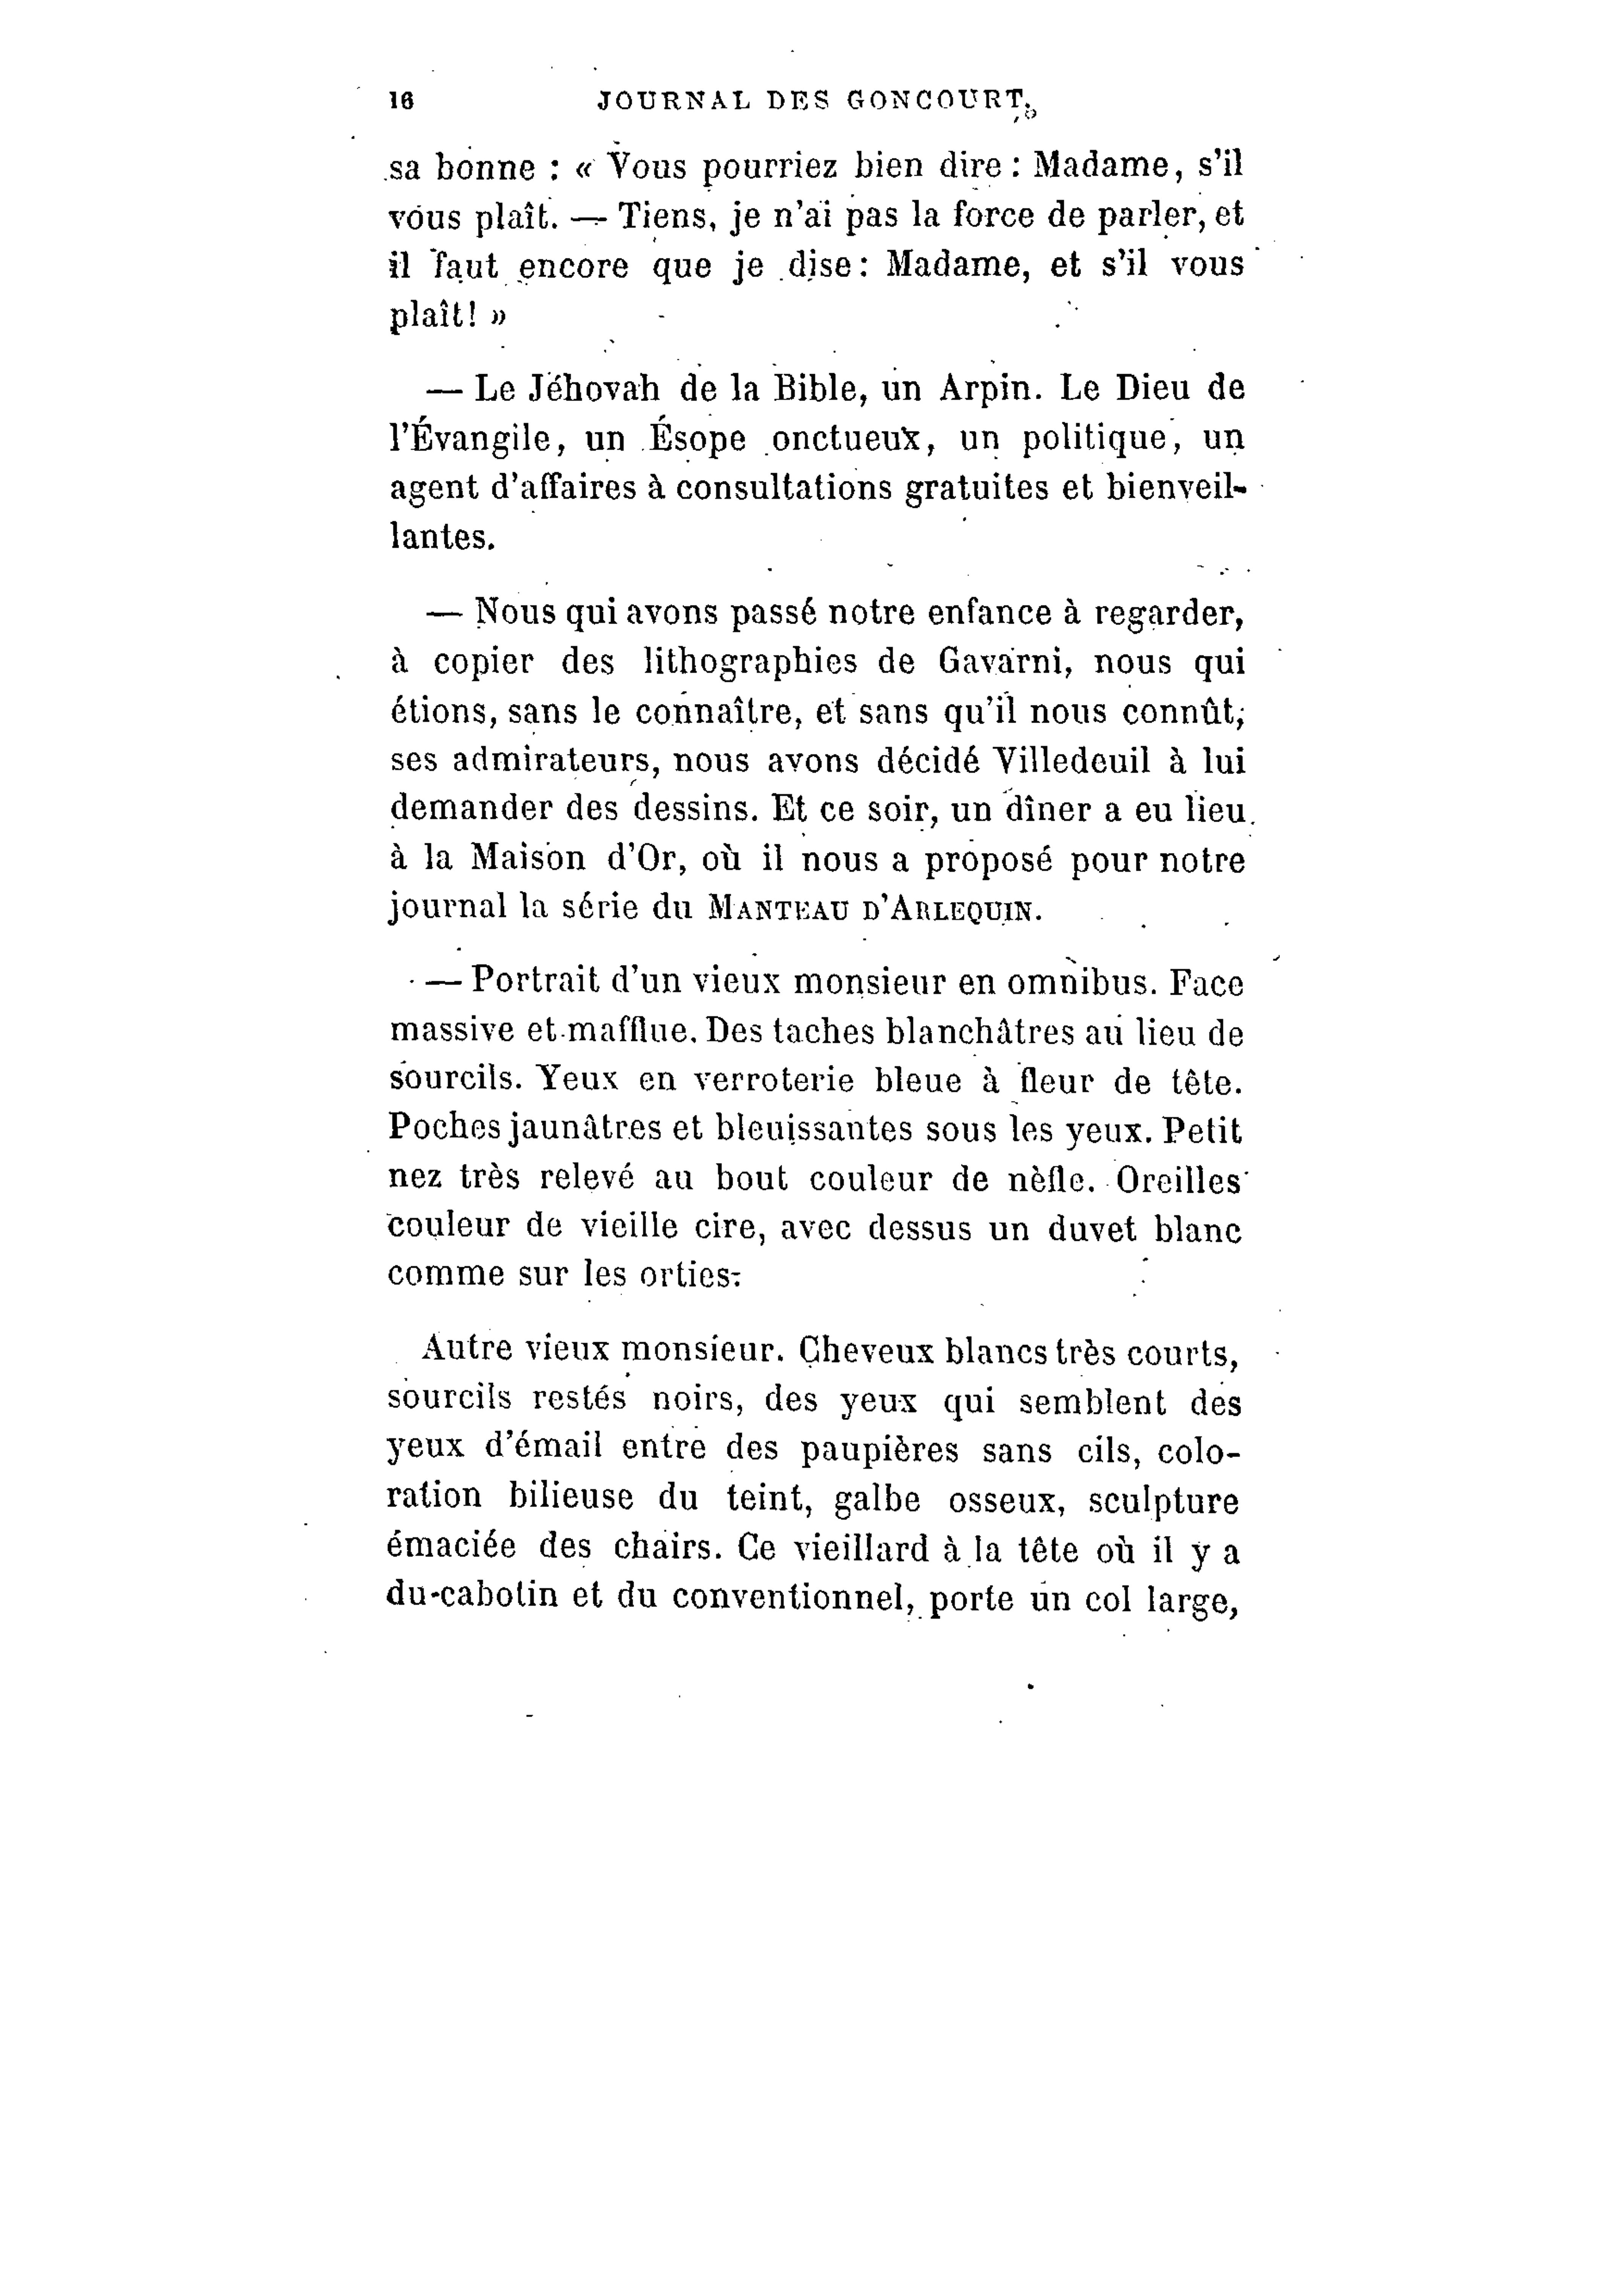 16 JOURNAL DES GONCOURT.
sa bonne : « Vous pourriez bien dire : Madame, s'il
vous plaît. — Tiens, je n'ai pas la force de parler, et
il faut encore que je dise : Madame, et s'il vous
plaît! »
— Le Jéhovah de la Bible, un Arpin. Le Dieu de
l'Évangile, un Ésope onctueux, un politique, un
agent d'affaires à consultations gratuites et bienveil-
lantes.
— Nous qui avons passé notre enfance à regarder,
à copier des lithographies de Gavarni, nous qui
étions, sans le connaître, et sans qu'il nous connût,
ses admirateurs, nous avons décidé Villedeuil à lui
demander des dessins. Et ce soir, un dîner a eu lieu
à la Maison d'Or, où il nous a proposé pour notre
journal la série du MANTEAU D'ARLEQUIN.
— Portrait d'un vieux monsieur en omnibus. Face
massive et mafflue. Des taches blanchâtres au lieu de
sourcils. Yeux en verroterie bleue à fleur de tête.
Poches jaunâtres et bleuissantes sous les yeux. Petit
nez très relevé au bout couleur de nèfle. Oreilles
couleur de vieille cire, avec dessus un duvet blanc
comme sur les orties.
Autre vieux monsieur. Cheveux blancs très courts,
sourcils restés noirs, des yeux qui semblent des
yeux d'émail entre des paupières sans cils, colo-
ration bilieuse du teint, galbe osseux, sculpture
émaciée des chairs. Ce vieillard à la tête où il y a
du cabotin et du conventionnel, porte un col large,